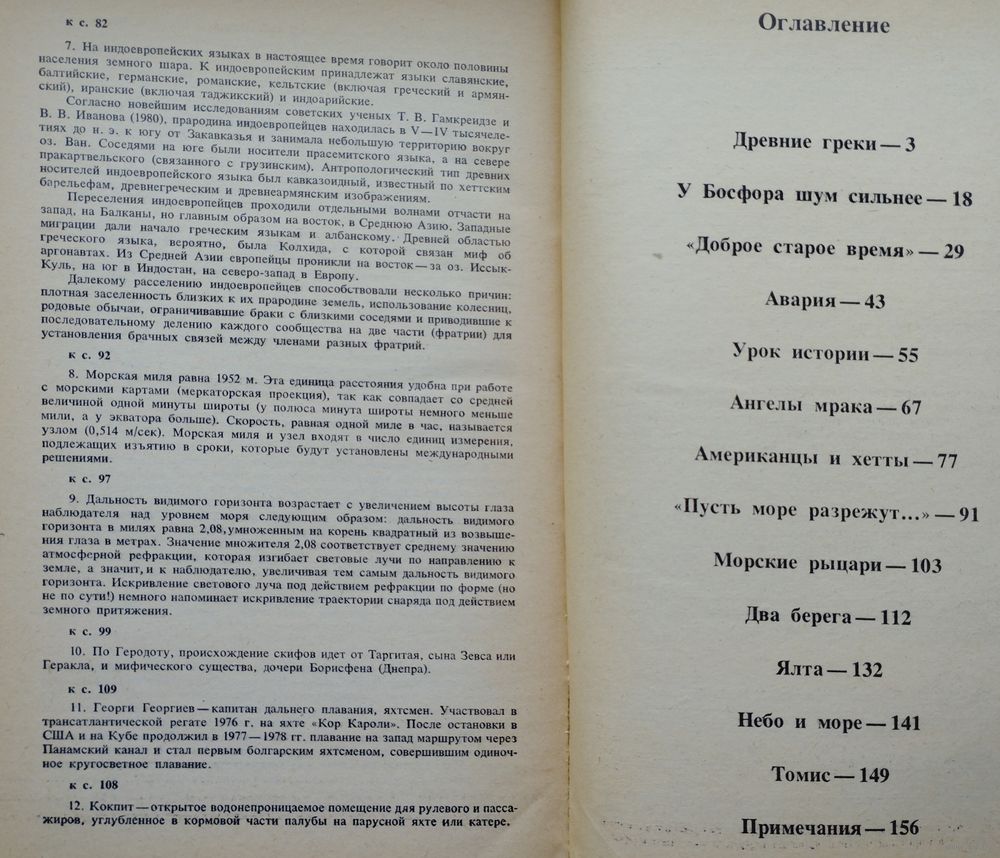 к с. 82
7. На индоевропейских языках в настоящее время говорит около половины
населения земного шара. К индоевропейским принадлежат языки славянские,
балтийские, германские, романские, кельтские (включая греческий и армян-
ский), иранские (включая таджикский) и индоарийские.
Согласно новейшим исследованиям советских ученых Т. В. Гамкреидзе и
В. В. Иванова (1980), прародина индоевропейцев находилась в V—IV тысячеле-
тиях до н. э. к югу от Закавказья и занимала небольшую территорию вокруг
оз. Ван. Соседями на юге были носители прасемитского языка, а на севере
пракартвельского (связанного с грузинским). Антропологический тип древних
носителей индоевропейского языка был кавказоидный, известный по хеттским
барельефам, древнегреческим и древнеармянским изображениям.
Переселения индоевропейцев проходили отдельными волнами отчасти на
запад, на Балканы, но главным образом на восток, в Среднюю Азию. Западные
миграции дали начало греческим языкам и албанскому. Древней областью
греческого языка, вероятно, была Колхида, с которой связан миф об
аргонавтах. Из Средней Азии европейцы проникли на восток—за оз. Иссык-
Куль, на юг в Индостан, на северо-запад в Европу.
Далекому расселению индоевропейцев способствовали несколько причин:
плотная заселенность близких к их прародине земель, использование колесниц,
родовые обычаи, ограничивавшие браки с близкими соседями и приводившие к
последовательному делению каждого сообщества на две части (фратрии) для
установления брачных связей между членами разных фратрий.
к с. 92
8. Морская миля равна 1952 м. Эта единица расстояния удобна при работе
с морскими картами (меркаторская проекция), так как совпадает со средней
величиной одной минуты широты (у полюса минута широты немного меньше
мили, а у экватора больше). Скорость, равная одной миле в час, называется
узлом (0,514 м/сек). Морская миля и узел входят в число единиц измерения,
подлежащих изъятию в сроки, которые будут установлены международными
решениями.
к с. 97
9. Дальность видимого горизонта возрастает с увеличением высоты глаза
наблюдателя над уровнем моря следующим образом: дальность видимого
горизонта в милях равна 2,08, умноженным на корень квадратный из возвыше-
ния глаза в метрах. Значение множителя 2,08 соответствует среднему значению
атмосферной рефракции, которая изгибает световые лучи по направлению к
земле, а значит, и к наблюдателю, увеличивая тем самым дальность видимого
горизонта. Искривление светового луча под действием рефракции по форме (но
не по сути!) немного напоминает искривление траектории снаряда под действием
земного притяжения.
к с. 99
10. По Геродоту, происхождение скифов идет от Таргитая, сына Зевса или
Геракла, и мифического существа, дочери Борисфена (Днепра).
к с. 109
11. Георги Георгиев—капитан дальнего плавания, яхтсмен. Участвовал в
трансатлантической регате 1976 г. на яхте «Кор Кароли». После остановки в
США и на Кубе продолжил в 1977—1978 гг. плавание на запад маршрутом через
Панамский канал и стал первым болгарским яхтсменом, совершившим одиноч-
ное кругосветное плавание.
к с. 108
12. Кокпит—открытое водонепроницаемое помещение для рулевого и пасса-
жиров, углубленное в кормовой части палубы на парусной яхте или катере.
Оглавление
Древние греки—3
У Босфора шум сильнее—18
«Доброе старое время»—29
Авария—43
Урок истории—55
Ангелы мрака—67
Американцы и хетты—77
«Пусть море разрежут...»—91
Морские рыцари—103
Два берега—112
Ялта—132
Небо и море—141
Томис—149
Примечания—156